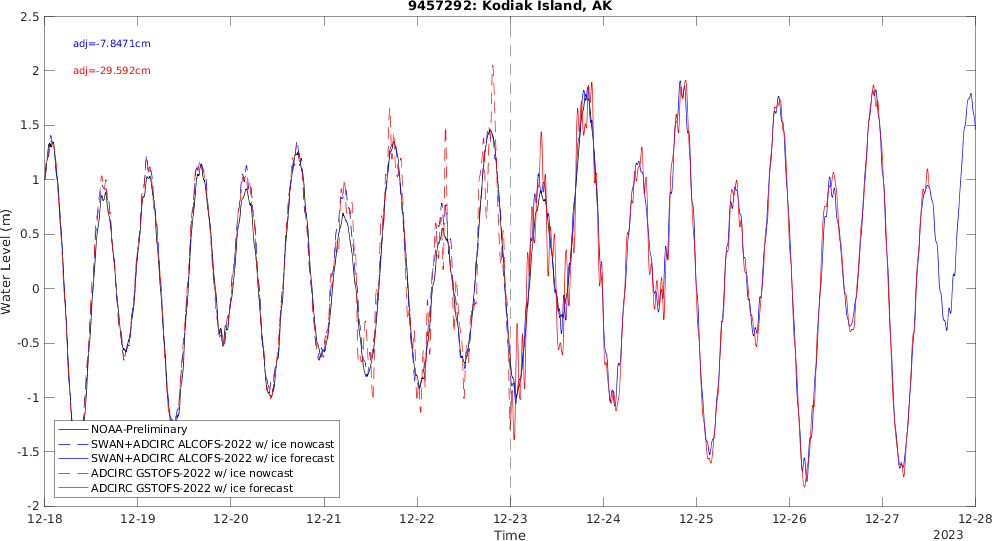 9457292: Kodiak Island, AK
adj=-7.8471cm
adj=-29.592cm
2.5
2
1.5
1
0.5
0
-0.5
-1
-1.5
-2
Water Level (m)
NOAA-Preliminary
SWAN+ADCIRC ALCOFS-2022 w/ ice nowcast
SWAN+ADCIRC ALCOFS-2022 w/ ice forecast
ADCIRC GSTOFS-2022 w/ ice nowcast
ADCIRC GSTOFS-2022 w/ ice forecast
12-18 12-19 12-20 12-21 12-22 12-23 12-24 12-25 12-26 12-27 12-28
Time
2023